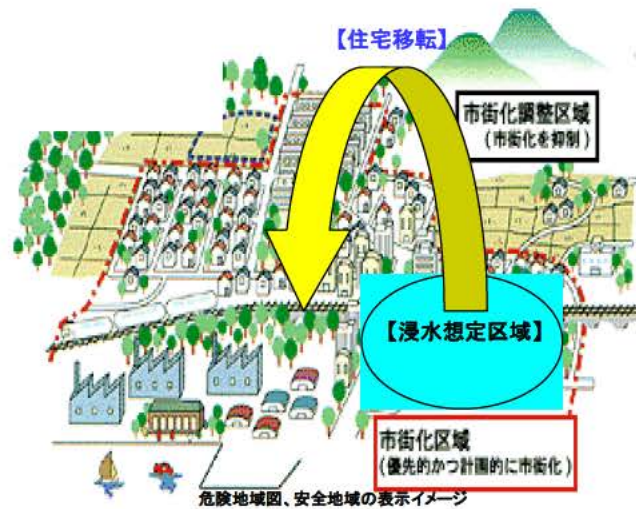 【住宅移転】
市街化調整区域
(市街化を抑制)
【浸水想定区域】
市街化区域
(優先的かつ計画的に市街化)
危険地域図、安全地域の表示イメージ